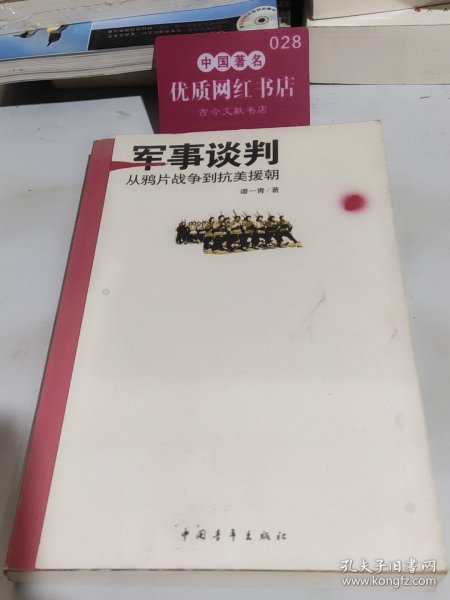 028
中国著名
优质网红书店
古今文献书店
军事谈判
从鸦片战争到抗美援朝
谭一青/著
中国青年出版社
孔夫子旧书网
www.kongfz.com